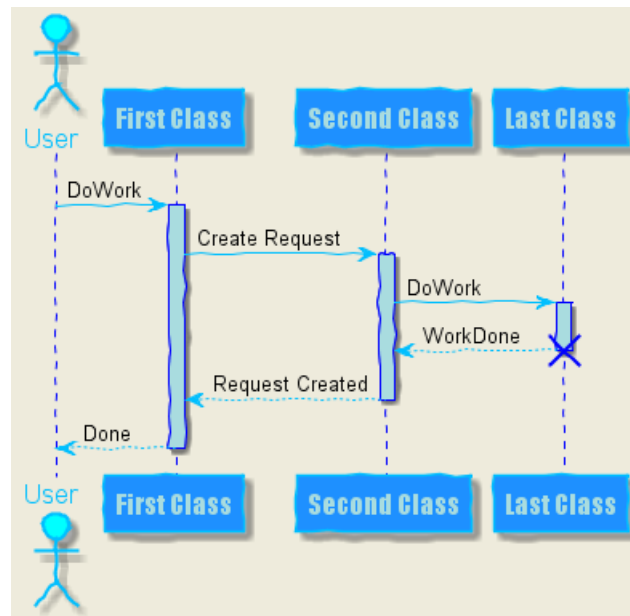 User
First Class
Second Class
Last Class
DoWork
Create Request
DoWork
WorkDone
Request Created
Done
User
First Class
Second Class
Last Class